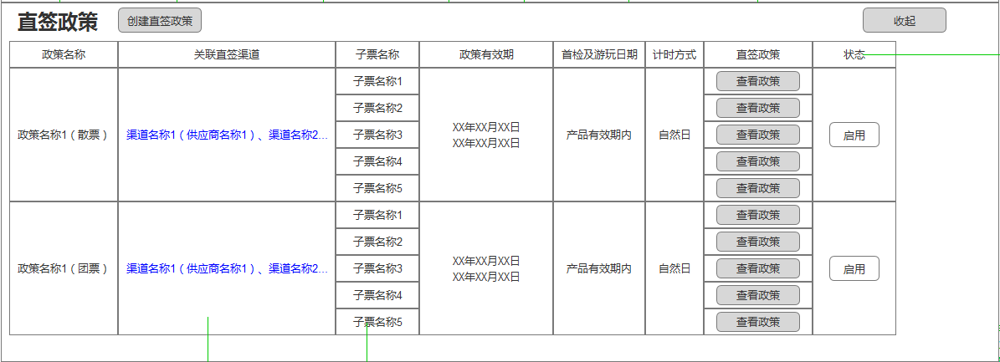 直签政策 创建直签政策 收起
政策名称 关联直签渠道 子票名称 政策有效期 首检及游玩日期 计时方式 直签政策 状态
子票名称1 查看政策
子票名称2 查看政策
XX年XX月XX日
政策名称1（散票） 渠道名称1（供应商名称1）、渠道名称2... 子票名称3 产品有效期内 自然日 查看政策 启用
XX年XX月XX日
子票名称4 查看政策
子票名称5 查看政策
子票名称1 查看政策
子票名称2 查看政策
XX年XX月XX日
政策名称1（团票） 渠道名称1（供应商名称1）、渠道名称2... 子票名称3 产品有效期内 自然日 查看政策 启用
XX年XX月XX日
子票名称4 查看政策
子票名称5 查看政策